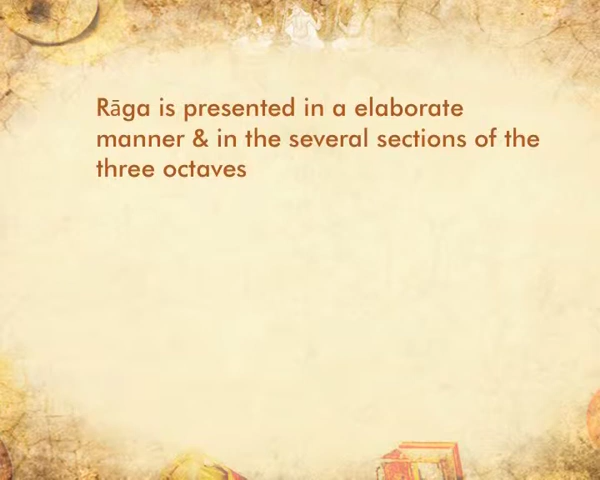 Rāga is presented in a elaborate
manner & in the several sections of the
three octaves